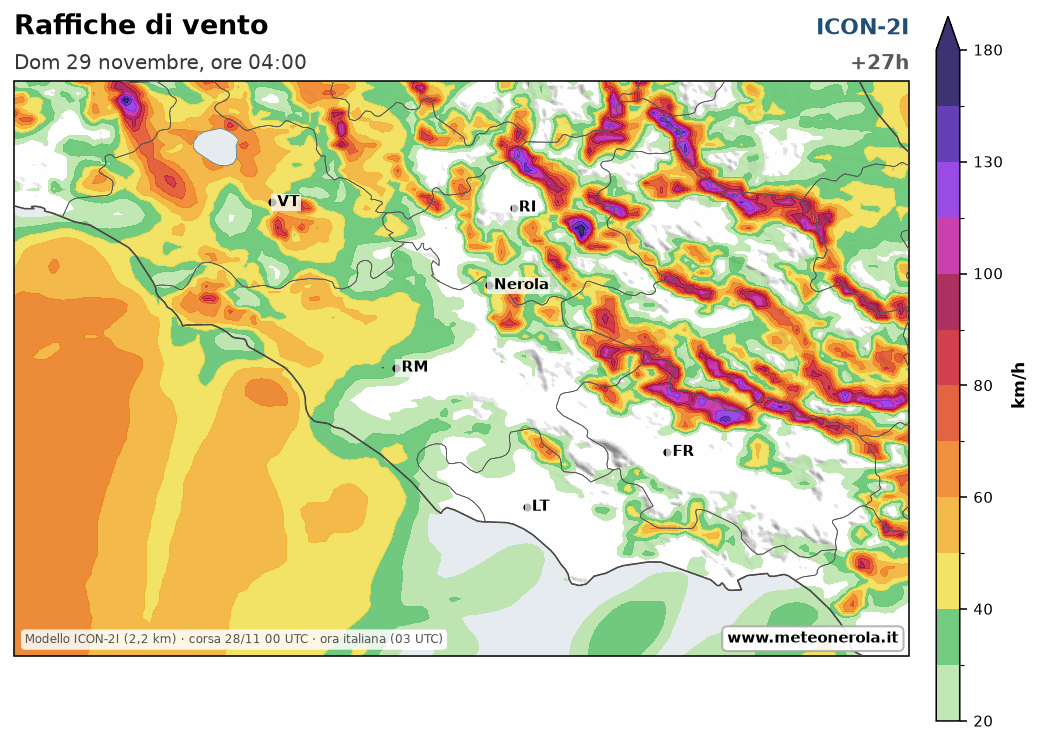 Raffiche di vento
ICON-2I
Dom 29 novembre, ore 04:00
+27h
VT
RI
Nerola
RM
FR
LT
Modello ICON-2I (2,2 km) · corsa 28/11 00 UTC · ora italiana (03 UTC)
www.meteonerola.it
180
130
100
80
60
40
20
km/h